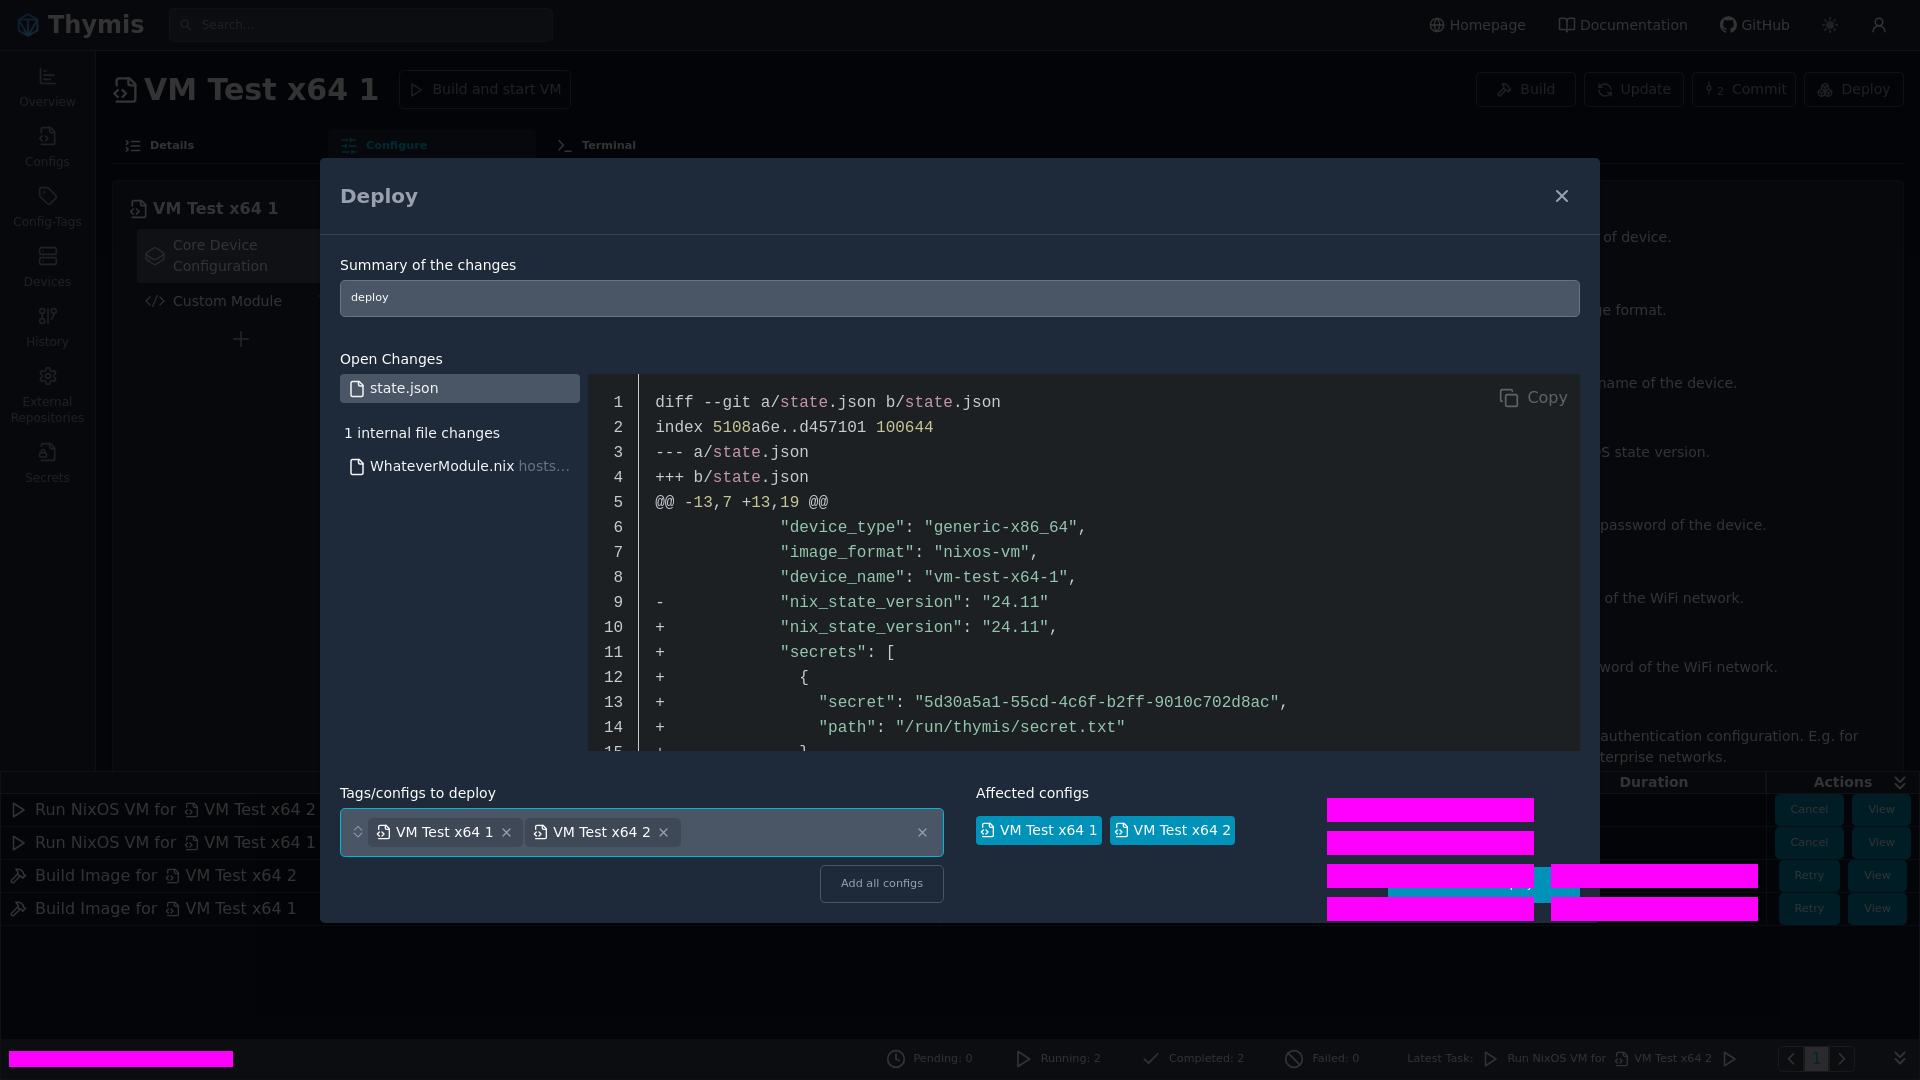 Thymis
Search...
Homepage
Documentation
GitHub
VM Test x64 1
Build and start VM
Build
Update
2 Commit
Deploy
Overview
Configs
Config-Tags
Devices
History
External
Repositories
Secrets
Details
Configure
Terminal
VM Test x64 1
Core Device
Configuration
Custom Module
Deploy
Summary of the changes
deploy
Open Changes
state.json
1 internal file changes
WhateverModule.nix hosts...
Copy
1 diff --git a/state.json b/state.json
2 index 5108a6e..d457101 100644
3 --- a/state.json
4 +++ b/state.json
5 @@ -13,7 +13,19 @@
6 "device_type": "generic-x86_64",
7 "image_format": "nixos-vm",
8 "device_name": "vm-test-x64-1",
9 - "nix_state_version": "24.11"
10 + "nix_state_version": "24.11",
11 + "secrets": [
12 + {
13 + "secret": "5d30a5a1-55cd-4c6f-b2ff-9010c702d8ac",
14 + "path": "/run/thymis/secret.txt"
15 + }
Tags/configs to deploy
VM Test x64 1
VM Test x64 2
Add all configs
Affected configs
VM Test x64 1
VM Test x64 2
of device.
format.
name of the device.
state version.
password of the device.
of the WiFi network.
of the WiFi network.
authentication configuration. E.g. for
networks.
Duration
Actions
Run NixOS VM for VM Test x64 2
Cancel
View
Run NixOS VM for VM Test x64 1
Cancel
View
Build Image for VM Test x64 2
Retry
View
Build Image for VM Test x64 1
Retry
View
Pending: 0
Running: 2
Completed: 2
Failed: 0
Latest Task:
Run NixOS VM for VM Test x64 2
1